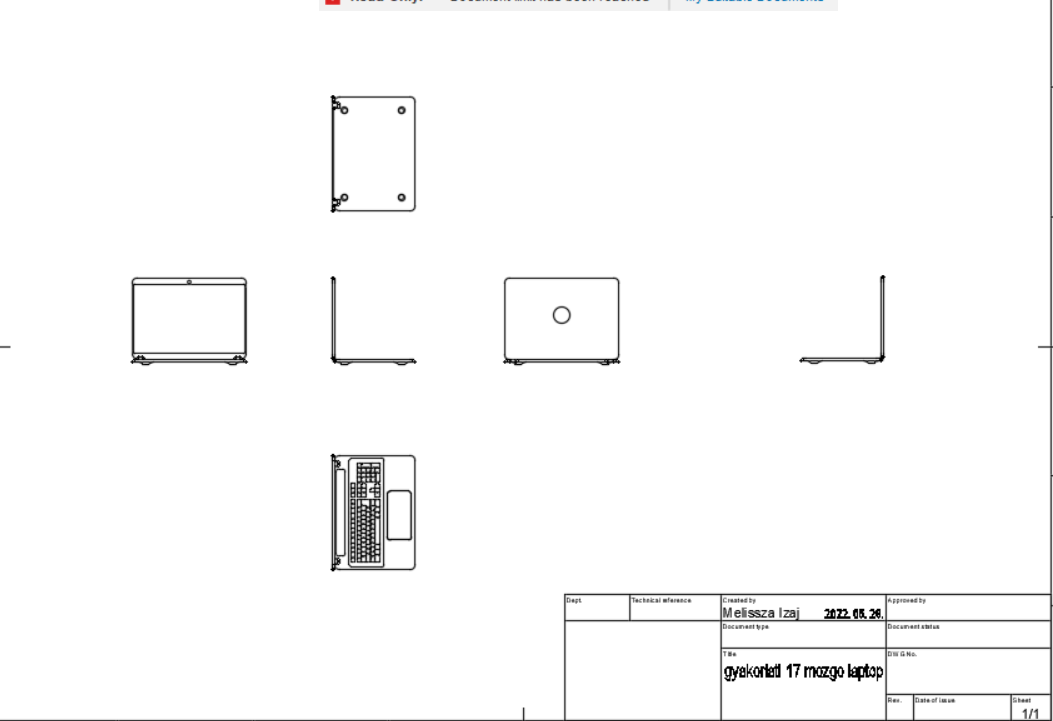 Read-Only: Document limit has been reached My Editable Documents
Dept. Technical reference Created by Approved by
Melissza Izaj 2022. 05. 26.
Document type Document status
Title DWG No.
gyakorlati 17 mozgo laptop
Rev. Date of issue Sheet
1/1